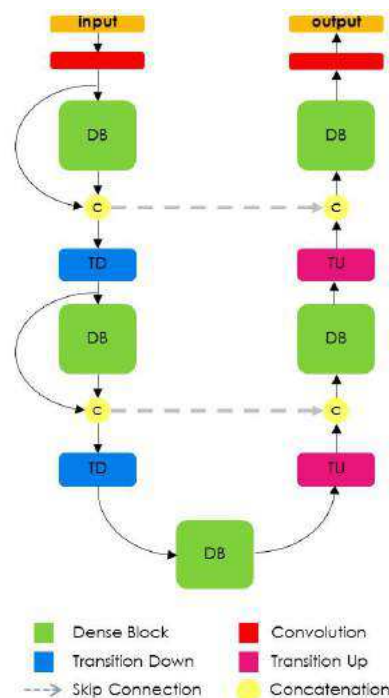 input output
DB DB
C C
TD TU
DB DB
C C
TD TU
DB
Dense Block Convolution
Transition Down Transition Up
Skip Connection Concatenation